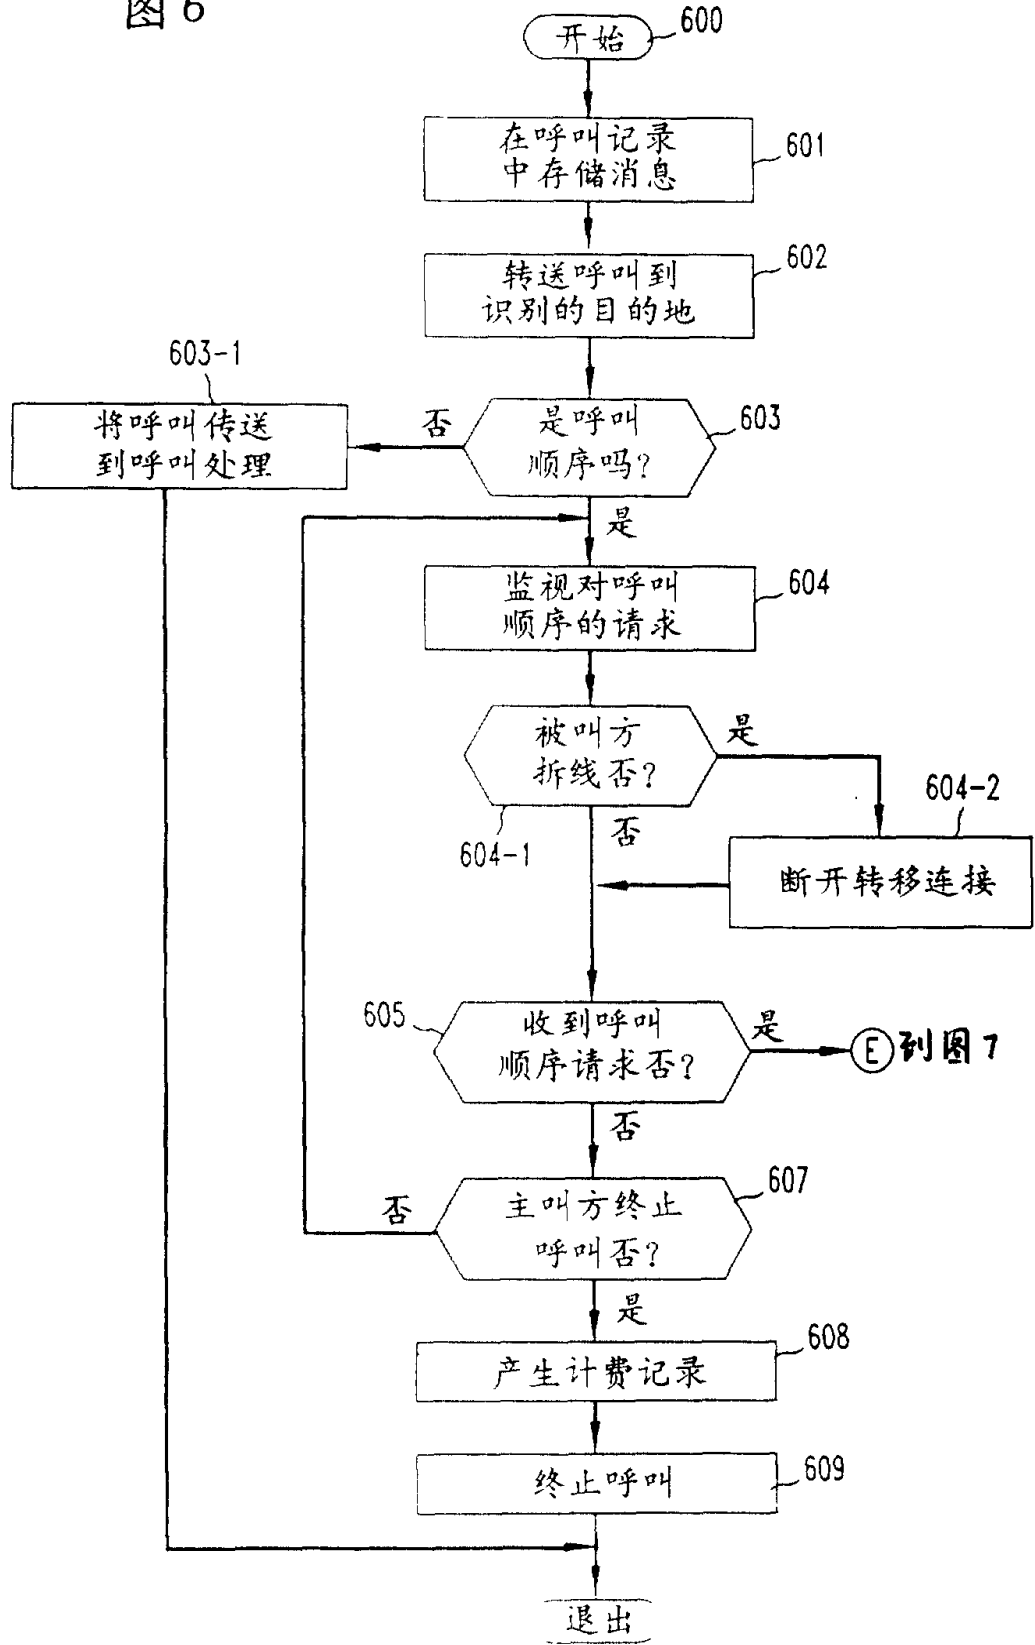 图6
开始
600
在呼叫记录
中存储消息
601
转送呼叫到
识别的目的地
602
603-1
将呼叫传送
到呼叫处理
否
是呼叫
顺序吗?
603
是
监视对呼叫
顺序的请求
604
被叫方
拆线否?
是
604-1
否
604-2
断开转移连接
605
收到呼叫
顺序请求否?
是
E 到图7
否
607
主叫方终止
呼叫否?
否
是
608
产生计费记录
609
终止呼叫
退出